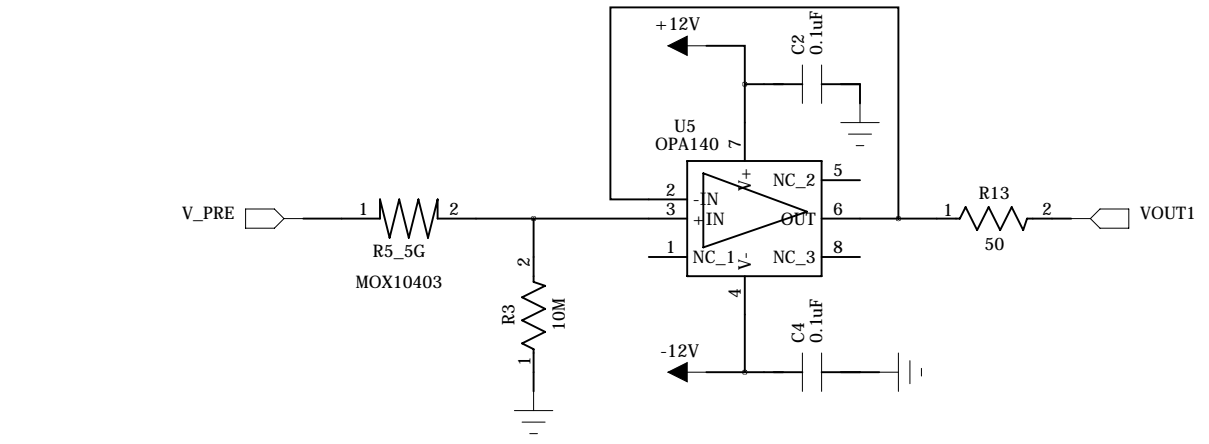 +12V
C2
0.1uF
U5
OPA140
7
V+
2
-IN
NC_2
5
V_PRE
1
2
3
+IN
OUT
6
1
R13
2
VOUT1
50
R5_5G
MOX10403
1
NC_1
V-
NC_3
8
2
4
R3
10M
1
-12V
C4
0.1uF